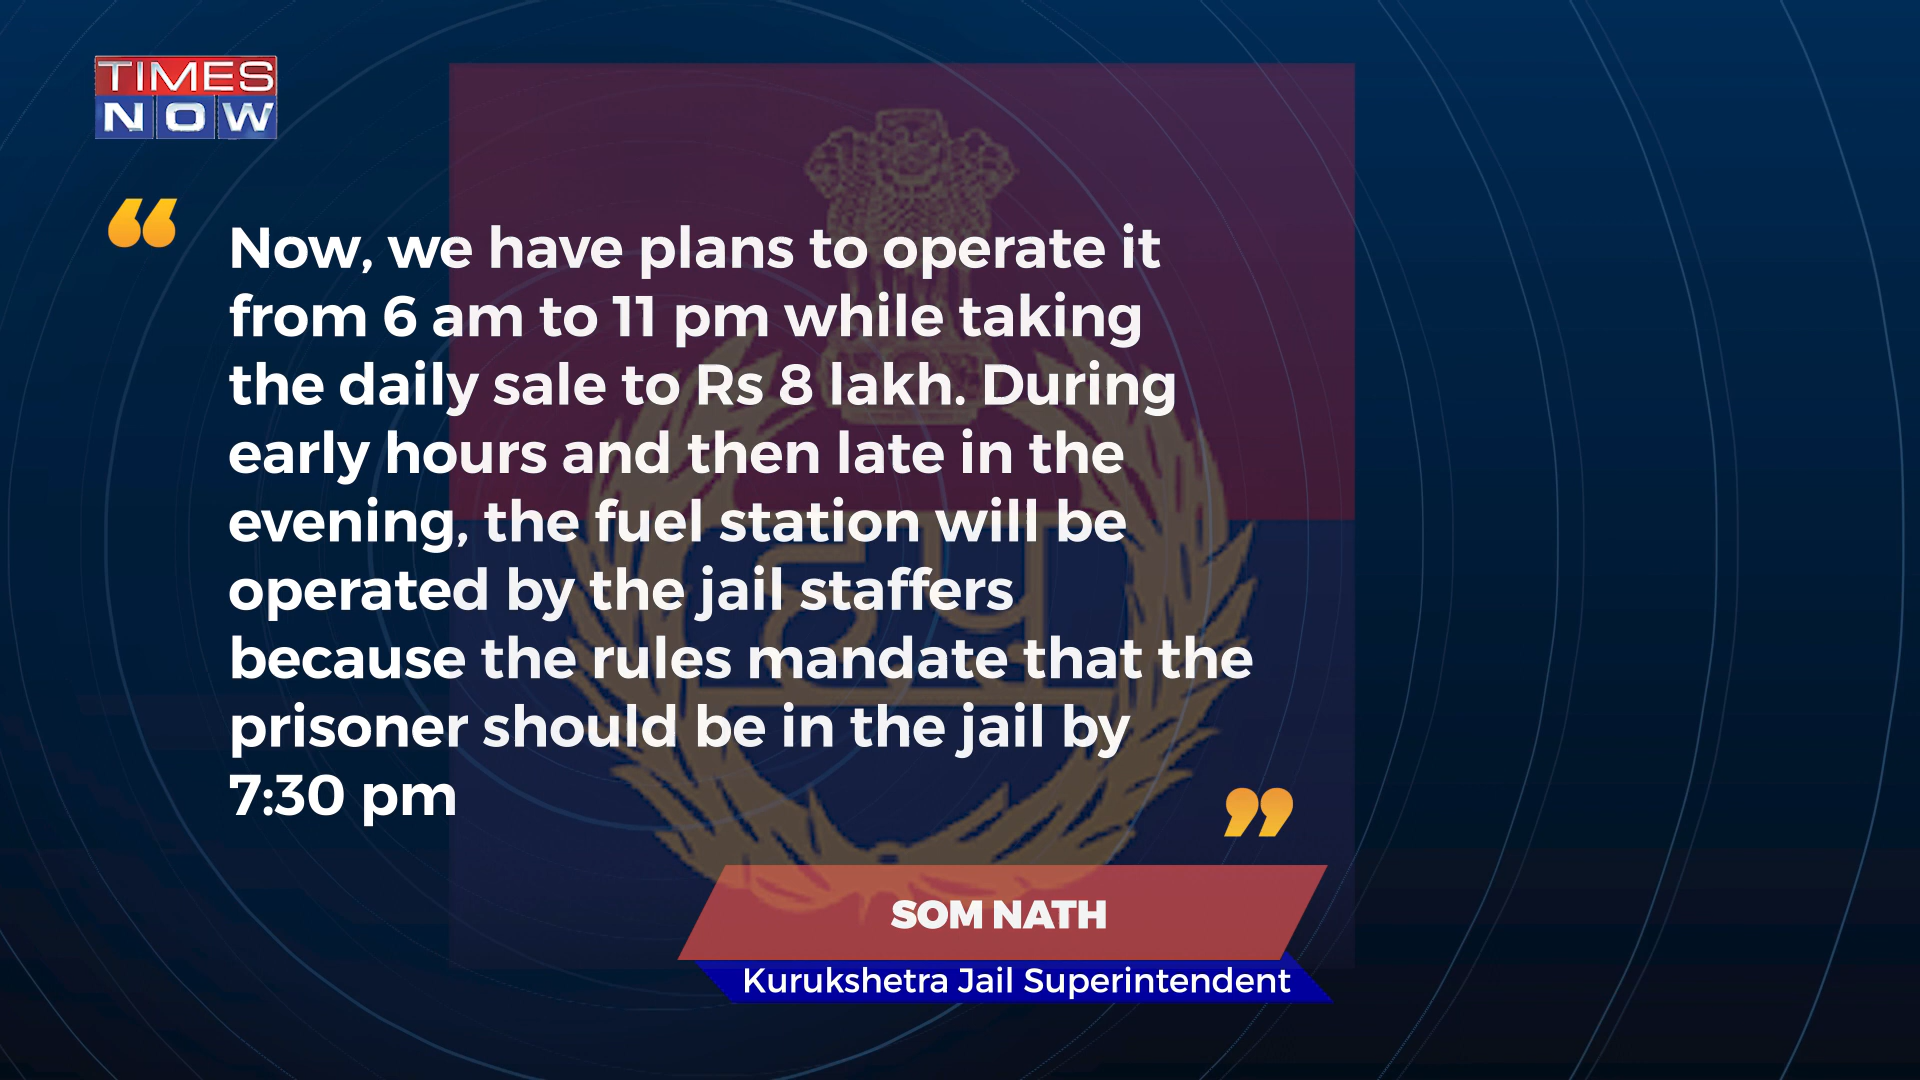 TIMES
NOW
“
Now, we have plans to operate it
from 6 am to 11 pm while taking
the daily sale to Rs 8 lakh. During
early hours and then late in the
evening, the fuel station will be
operated by the jail staffers
because the rules mandate that the
prisoner should be in the jail by
7:30 pm
”
ह पु
SOM NATH
Kurukshetra Jail Superintendent